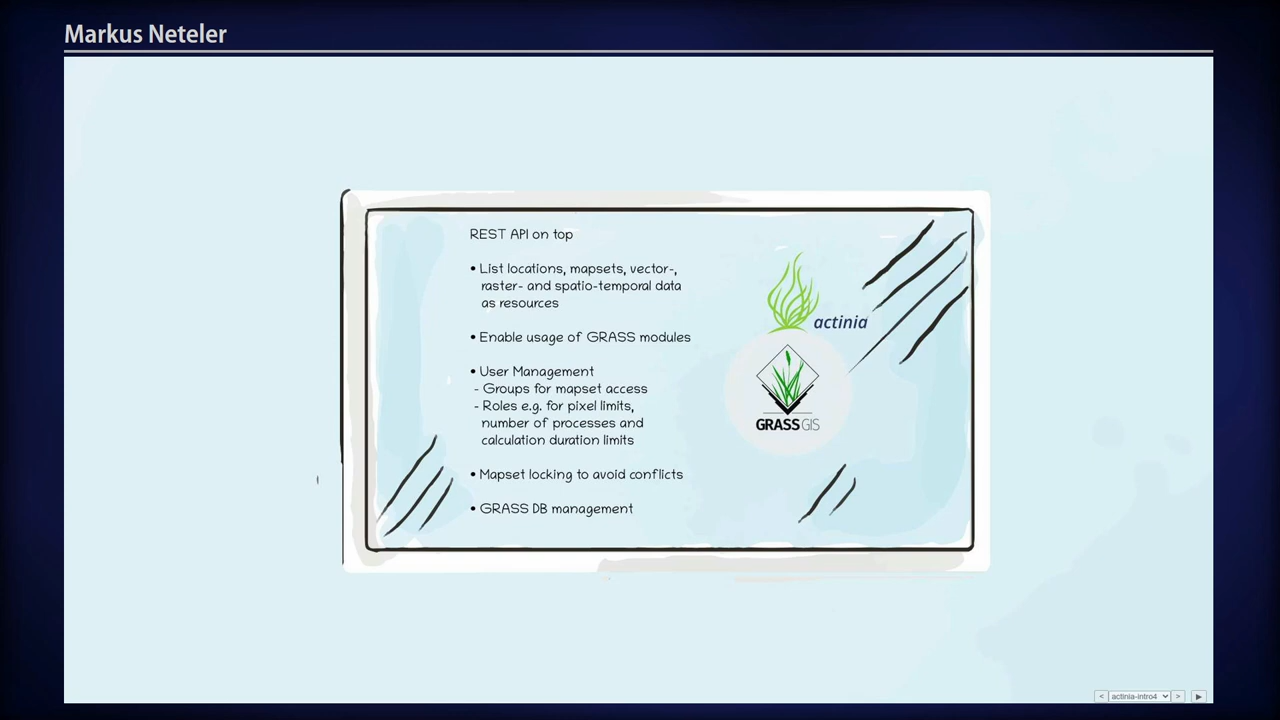 Markus Neteler
REST API on top
• List locations, mapsets, vector-,
raster- and spatio-temporal data
as resources
• Enable usage of GRASS modules
• User Management
- Groups for mapset access
- Roles e.g. for pixel limits,
number of processes and
calculation duration limits
• Mapset locking to avoid conflicts
• GRASS DB management
actinia
GRASS GIS
< actinia-intro4 >